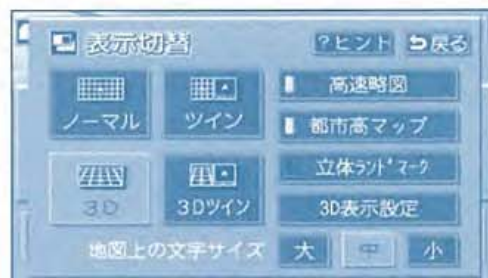 表示切替 ?ヒント 戻る
ノーマル ツイン 高速略図
都市高マップ
3D 3Dツイン 立体ランドマーク
3D表示設定
地図上の文字サイズ 大 中 小